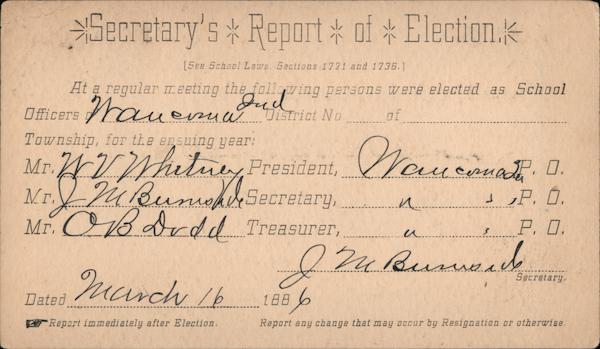 Secretary's Report of Election.
[See School Laws, Sections 1721 and 1736.]
At a regular meeting the following persons were elected as School
Officers Waucoma Ind District No of
Township, for the ensuing year:
Mr. W V Whitney President, Waucoma Ia P. O.
Mr. J M Burnside Secretary, " " P. O.
Mr. O B Dodd Treasurer, " " P. O.
J M Burnside
Secretary.
Dated March 16 1886
☛ Report immediately after Election. Report any change that may occur by Resignation or otherwise.